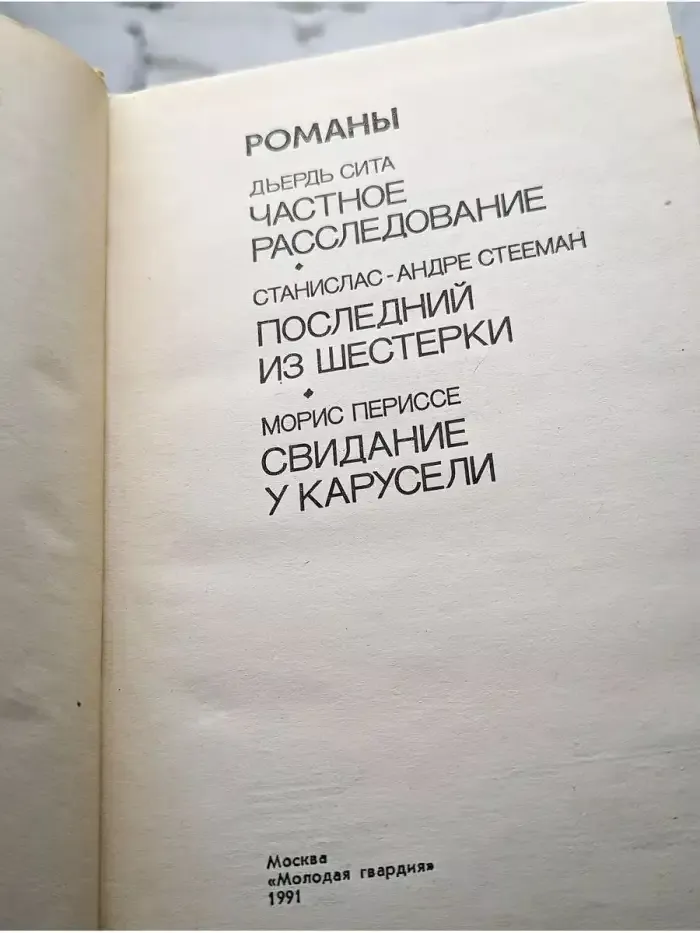 РОМАНЫ
ДЬЕРДЬ СИТА
ЧАСТНОЕ
РАССЛЕДОВАНИЕ
СТАНИСЛАС-АНДРЕ СТЕЕМАН
ПОСЛЕДНИЙ
ИЗ ШЕСТЕРКИ
МОРИС ПЕРИССЕ
СВИДАНИЕ
У КАРУСЕЛИ
Москва
«Молодая гвардия»
1991